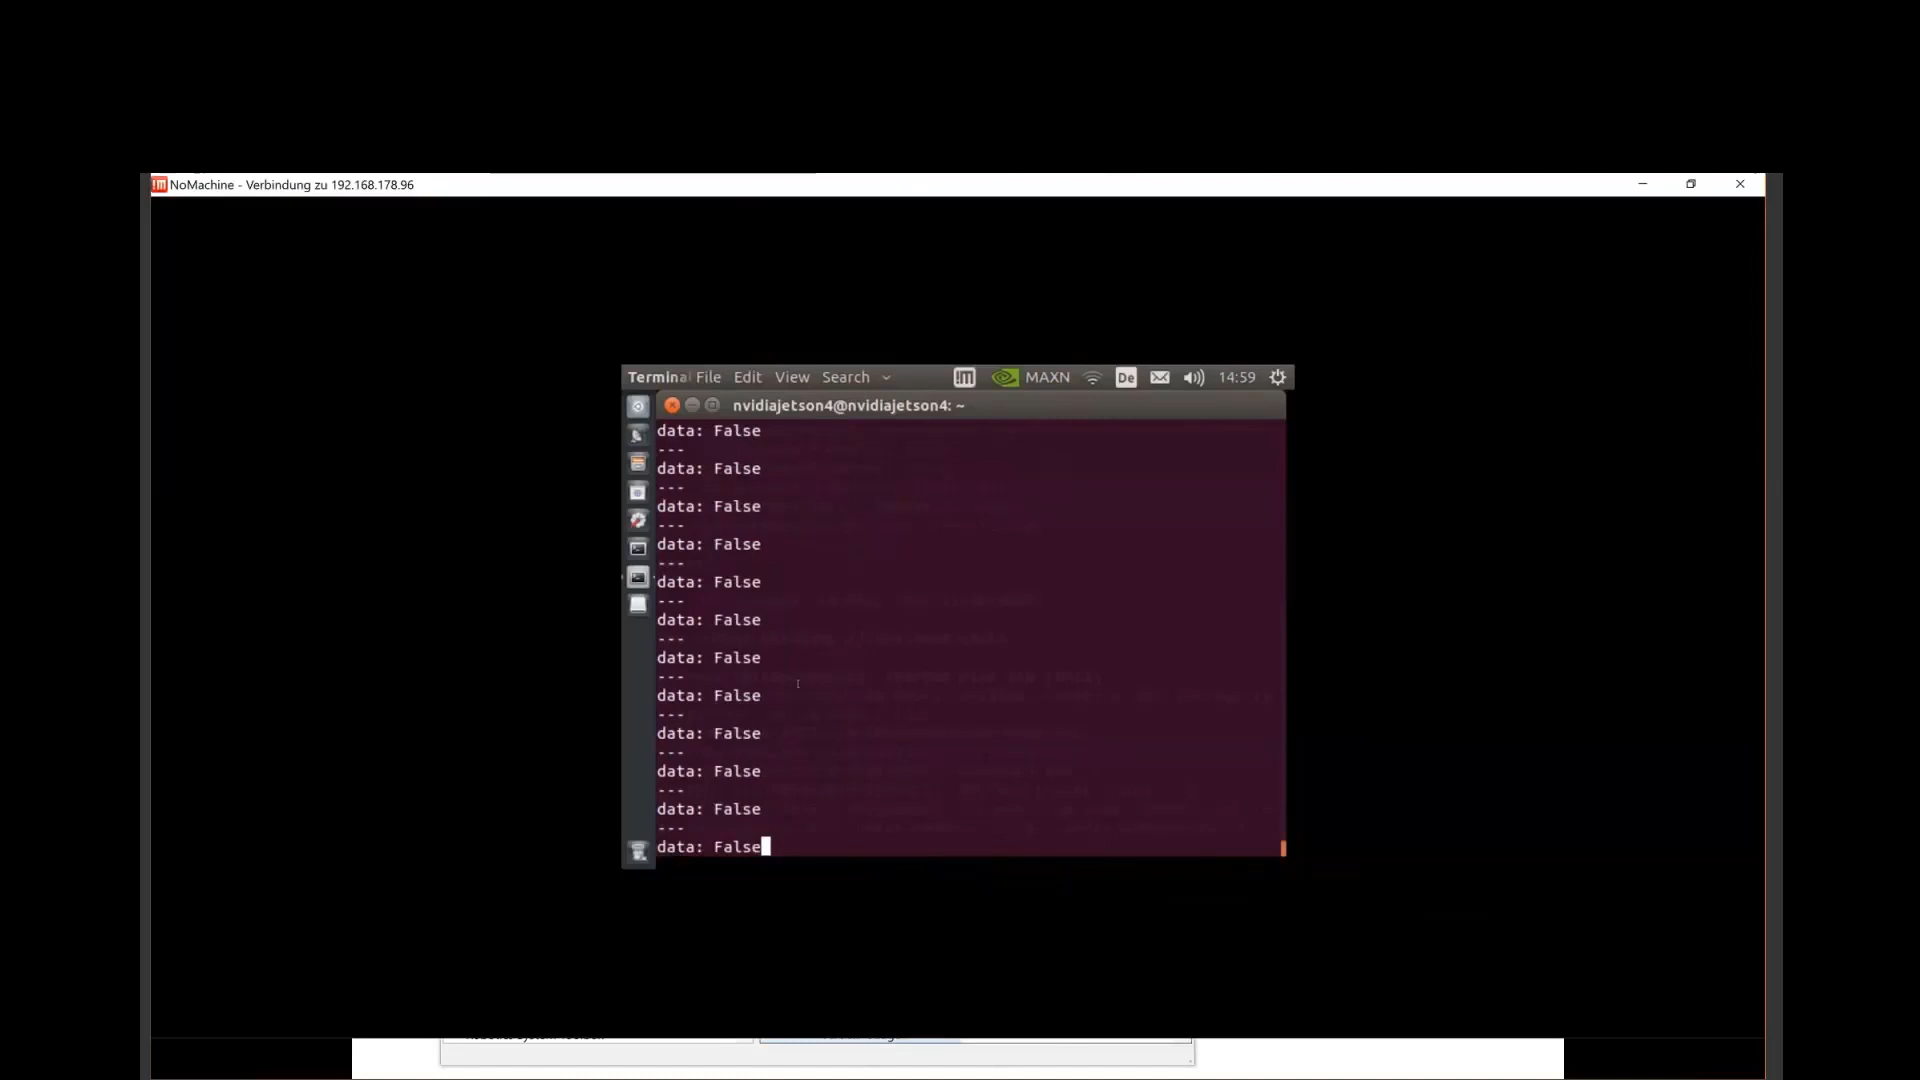 NoMachine - Verbindung zu 192.168.178.96
Terminal File Edit View Search MAXN De 14:59
nvidiajetson4@nvidiajetson4: ~
data: False
---
data: False
---
data: False
---
data: False
---
data: False
---
data: False
---
data: False
---
data: False
---
data: False
---
data: False
---
data: False
---
data: False